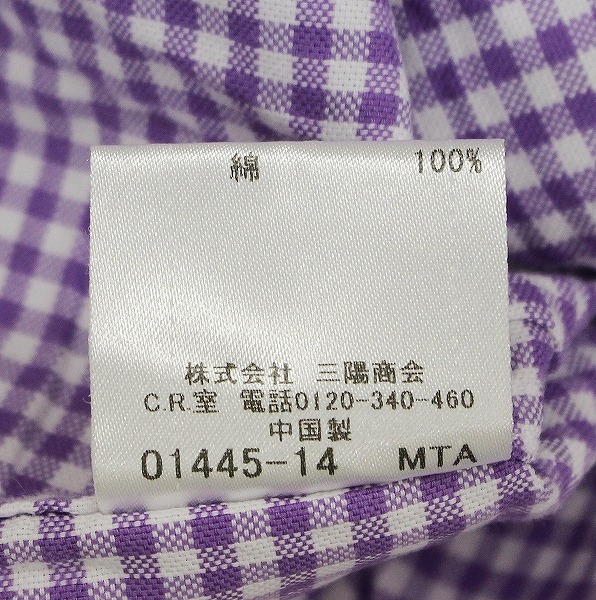 綿 100%
株式会社 三陽商会
C.R.室 電話0120-340-460
中国製
01445-14 MTA